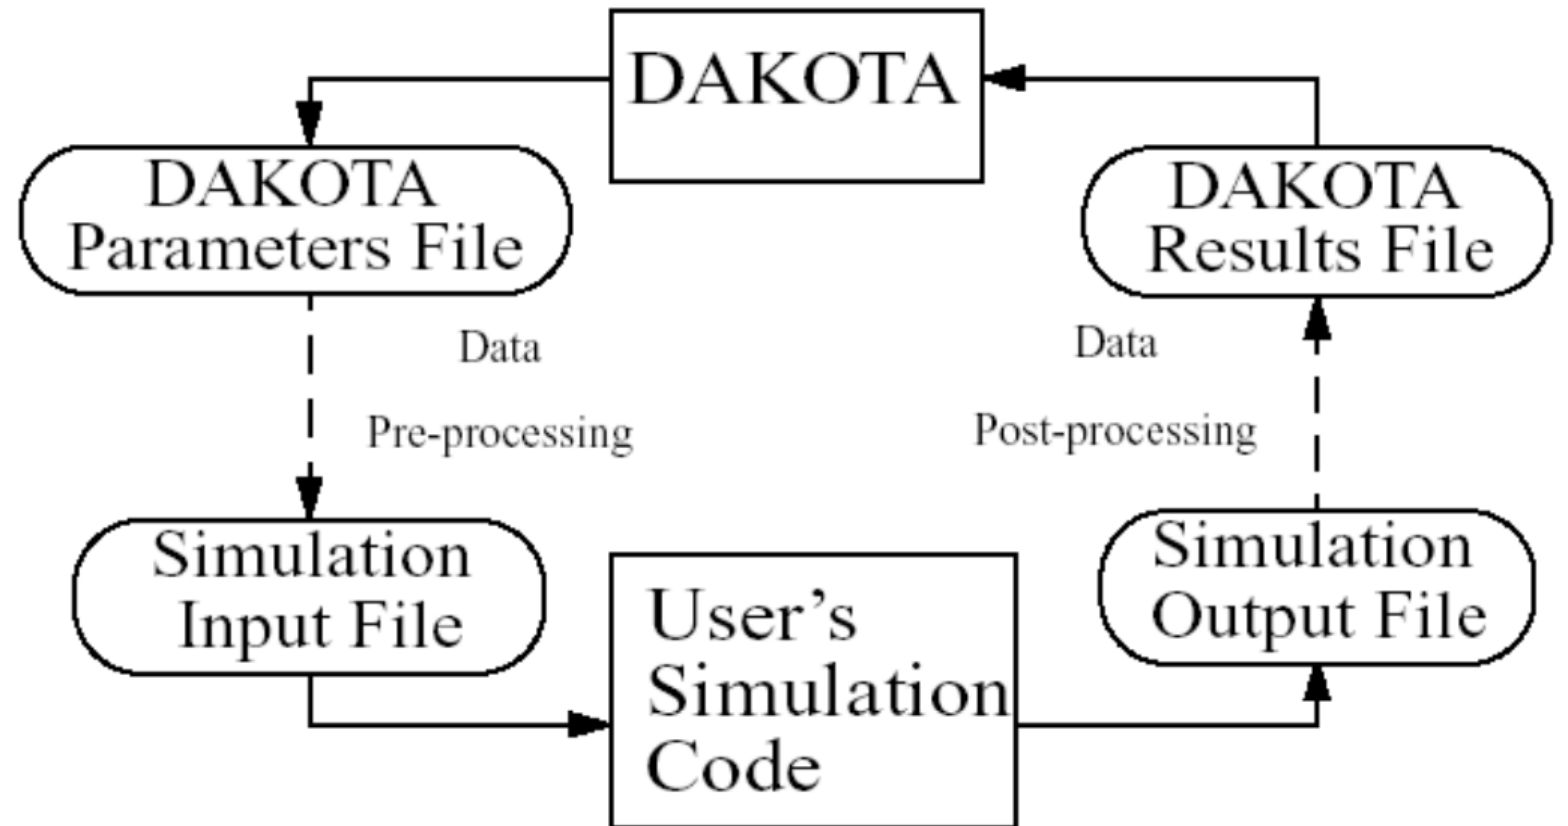 DAKOTA
DAKOTA
Parameters File
DAKOTA
Results File
Data
Pre-processing
Data
Post-processing
Simulation
Input File
User’s
Simulation
Code
Simulation
Output File